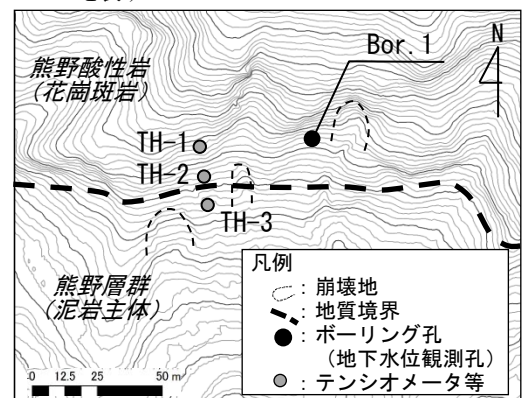 Bor.1
N
熊野酸性岩
(花崗斑岩)
TH-1
TH-2
TH-3
熊野層群
(泥岩主体)
凡例
: 崩壊地
: 地質境界
: ボーリング孔
(地下水位観測孔)
: テンシオメータ等
0 12.5 25 50 m